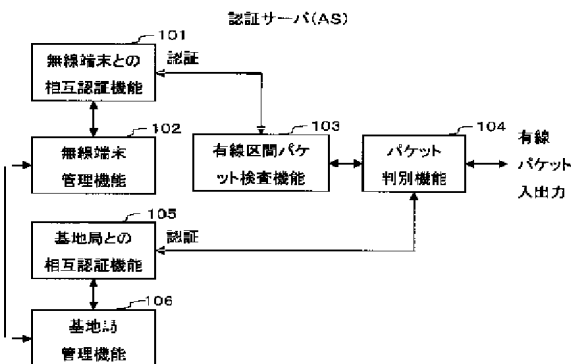 認証サーバ(AS)
101
無線端末との
相互認証機能
認証
102
無線端末
管理機能
103
有線区間パケ
ット検査機能
104
パケット
判別機能
有線
パケット
入出力
105
基地局との
相互認証機能
認証
106
基地局
管理機能